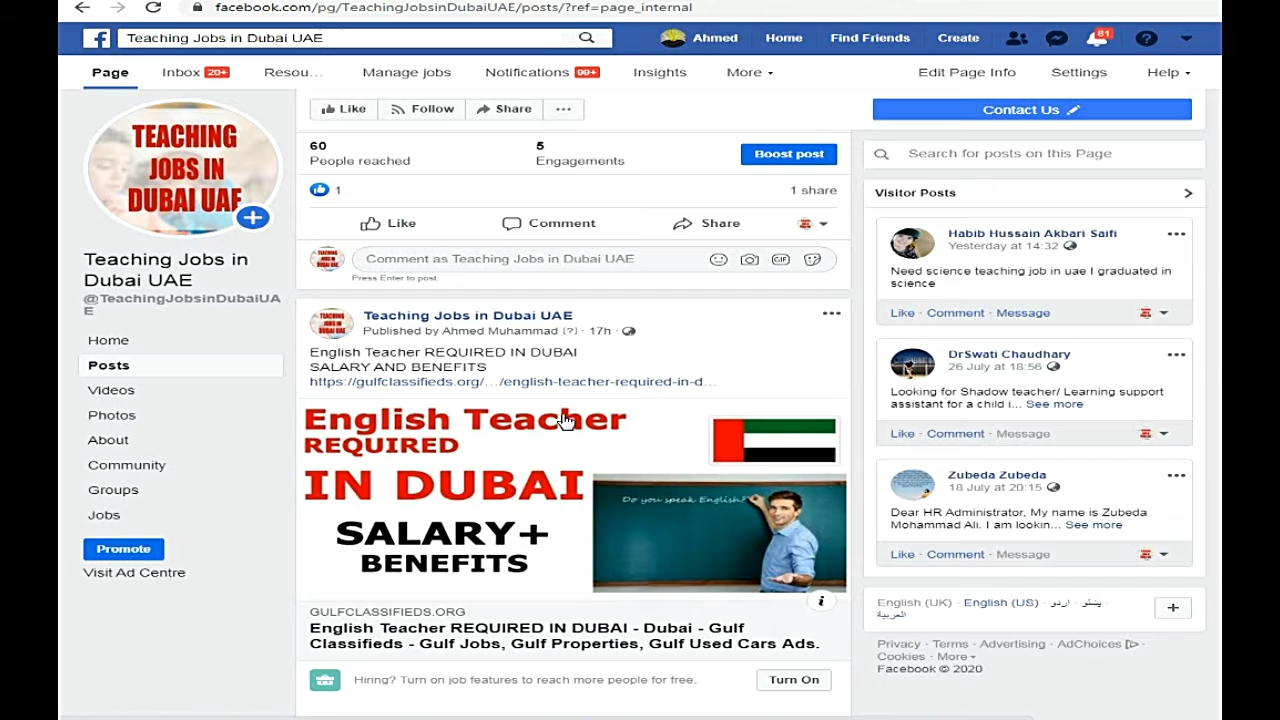 facebook.com/pg/TeachingJobsinDubaiUAE/posts/?ref=page_internal
Teaching Jobs in Dubai UAE
Ahmed
Home
Find Friends
Create
81
Page
Inbox 20+
Resou...
Manage jobs
Notifications 99+
Insights
More
Edit Page Info
Settings
Help
TEACHING
JOBS IN
DUBAI UAE
Teaching Jobs in
Dubai UAE
@TeachingJobsinDubaiUA
E
Home
Posts
Videos
Photos
About
Community
Groups
Jobs
Promote
Visit Ad Centre
Like
Follow
Share
60
People reached
5
Engagements
Boost post
1
1 share
Like
Comment
Share
Comment as Teaching Jobs in Dubai UAE
GIF
Press Enter to post.
Teaching Jobs in Dubai UAE
Published by Ahmed Muhammad [?] · 17h ·
English Teacher REQUIRED IN DUBAI
SALARY AND BENEFITS
https://gulfclassifieds.org/…/english-teacher-required-in-d…
English Teacher
REQUIRED
IN DUBAI
SALARY+
BENEFITS
Do you speak English?
GULFCLASSIFIEDS.ORG
English Teacher REQUIRED IN DUBAI - Dubai - Gulf
Classifieds - Gulf Jobs, Gulf Properties, Gulf Used Cars Ads.
Hiring? Turn on job features to reach more people for free.
Turn On
Contact Us
Search for posts on this Page
Visitor Posts
Habib Hussain Akbari Saifi
Yesterday at 14:32
Need science teaching job in uae I graduated in
science
Like · Comment · Message
DrSwati Chaudhary
26 July at 18:56
Looking for Shadow teacher/ Learning support
assistant for a child i... See more
Like · Comment · Message
Zubeda Zubeda
18 July at 20:15
Dear HR Administrator, My name is Zubeda
Mohammad Ali. I am lookin... See more
Like · Comment · Message
English (UK) · English (US) · اردو · پښتو ·
العربية
Privacy · Terms · Advertising · AdChoices ·
Cookies · More
Facebook © 2020